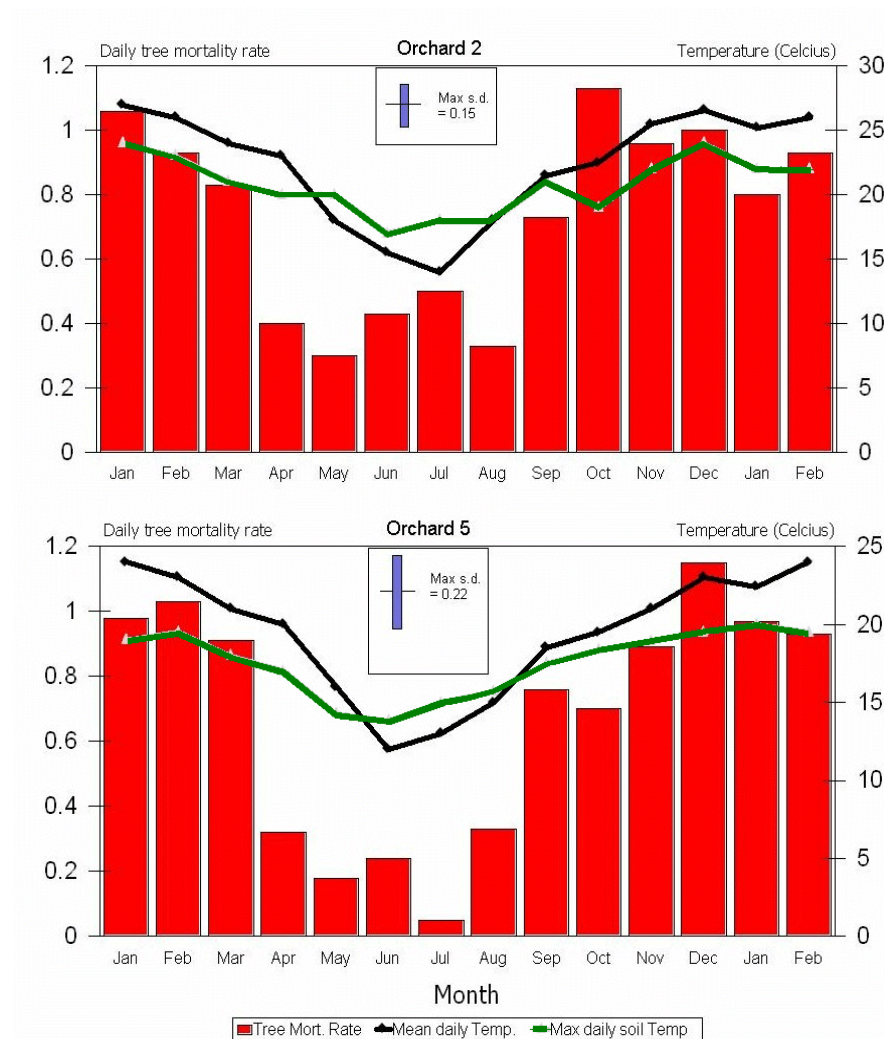 Daily tree mortality rate Orchard 2 Temperature (Celcius)
1.2 30
Max s.d.
= 0.15
1 25
0.8 20
0.6 15
0.4 10
0.2 5
0 0
Jan Feb Mar Apr May Jun Jul Aug Sep Oct Nov Dec Jan Feb
Daily tree mortality rate Orchard 5 Temperature (Celcius)
1.2 25
Max s.d.
= 0.22
1 20
0.8 15
0.6
0.4 10
0.2 5
0 0
Jan Feb Mar Apr May Jun Jul Aug Sep Oct Nov Dec Jan Feb
Month
Tree Mort. Rate Mean daily Temp. Max daily soil Temp